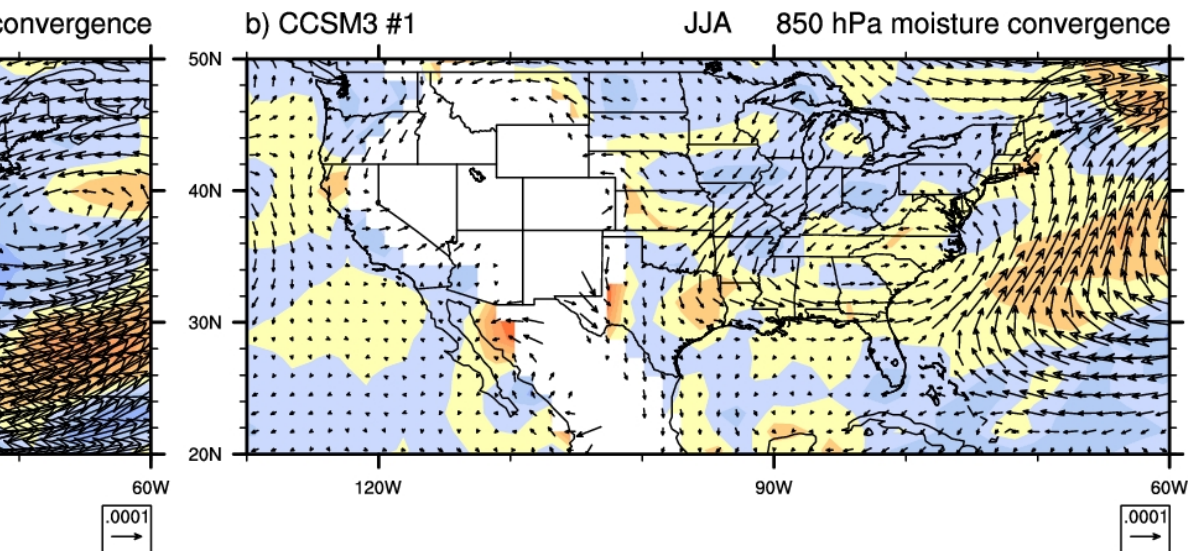 convergence
b) CCSM3 #1 JJA 850 hPa moisture convergence
50N
40N
30N
20N
60W 120W 90W 60W
.0001 .0001